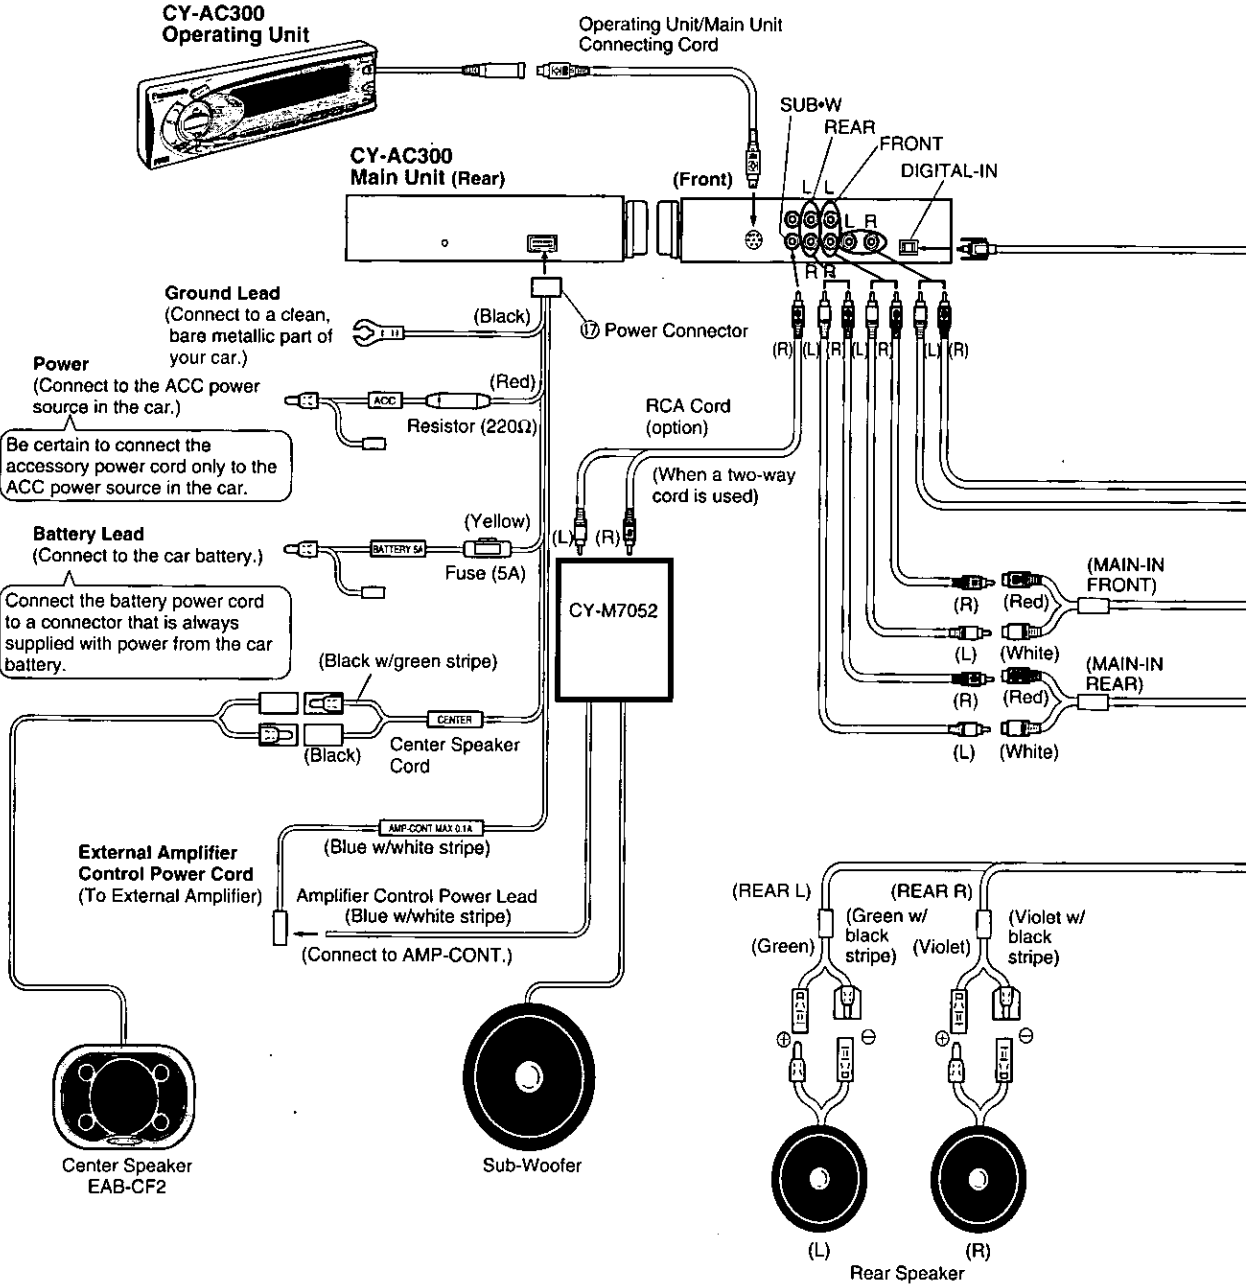 CY-AC300
Operating Unit
Operating Unit/Main Unit
Connecting Cord
SUB•W
REAR
FRONT
DIGITAL-IN
CY-AC300
Main Unit (Rear)
(Front)
L L
L R
R R
Ground Lead
(Connect to a clean,
bare metallic part of
your car.)
(Black)
⑰ Power Connector
(R) (L) (R) (L) (R) (L) (R)
Power
(Connect to the ACC power
source in the car.)
(Red)
ACC
Resistor (220Ω)
RCA Cord
(option)
Be certain to connect the
accessory power cord only to the
ACC power source in the car.
(When a two-way
cord is used)
Battery Lead
(Connect to the car battery.)
(Yellow)
BATTERY 5A
Fuse (5A)
(L) (R)
Connect the battery power cord
to a connector that is always
supplied with power from the car
battery.
CY-M7052
(MAIN-IN
FRONT)
(R) (Red)
(L) (White)
(MAIN-IN
REAR)
(R) (Red)
(L) (White)
(Black w/green stripe)
CENTER
(Black)
Center Speaker
Cord
AMP-CONT MAX 0.1A
(Blue w/white stripe)
External Amplifier
Control Power Cord
(To External Amplifier)
Amplifier Control Power Lead
(Blue w/white stripe)
(Connect to AMP-CONT.)
(REAR L)
(REAR R)
(Green)
(Green w/
black
stripe)
(Violet)
(Violet w/
black
stripe)
⊕ ⊖ ⊕ ⊖
Center Speaker
EAB-CF2
Sub-Woofer
(L)
(R)
Rear Speaker